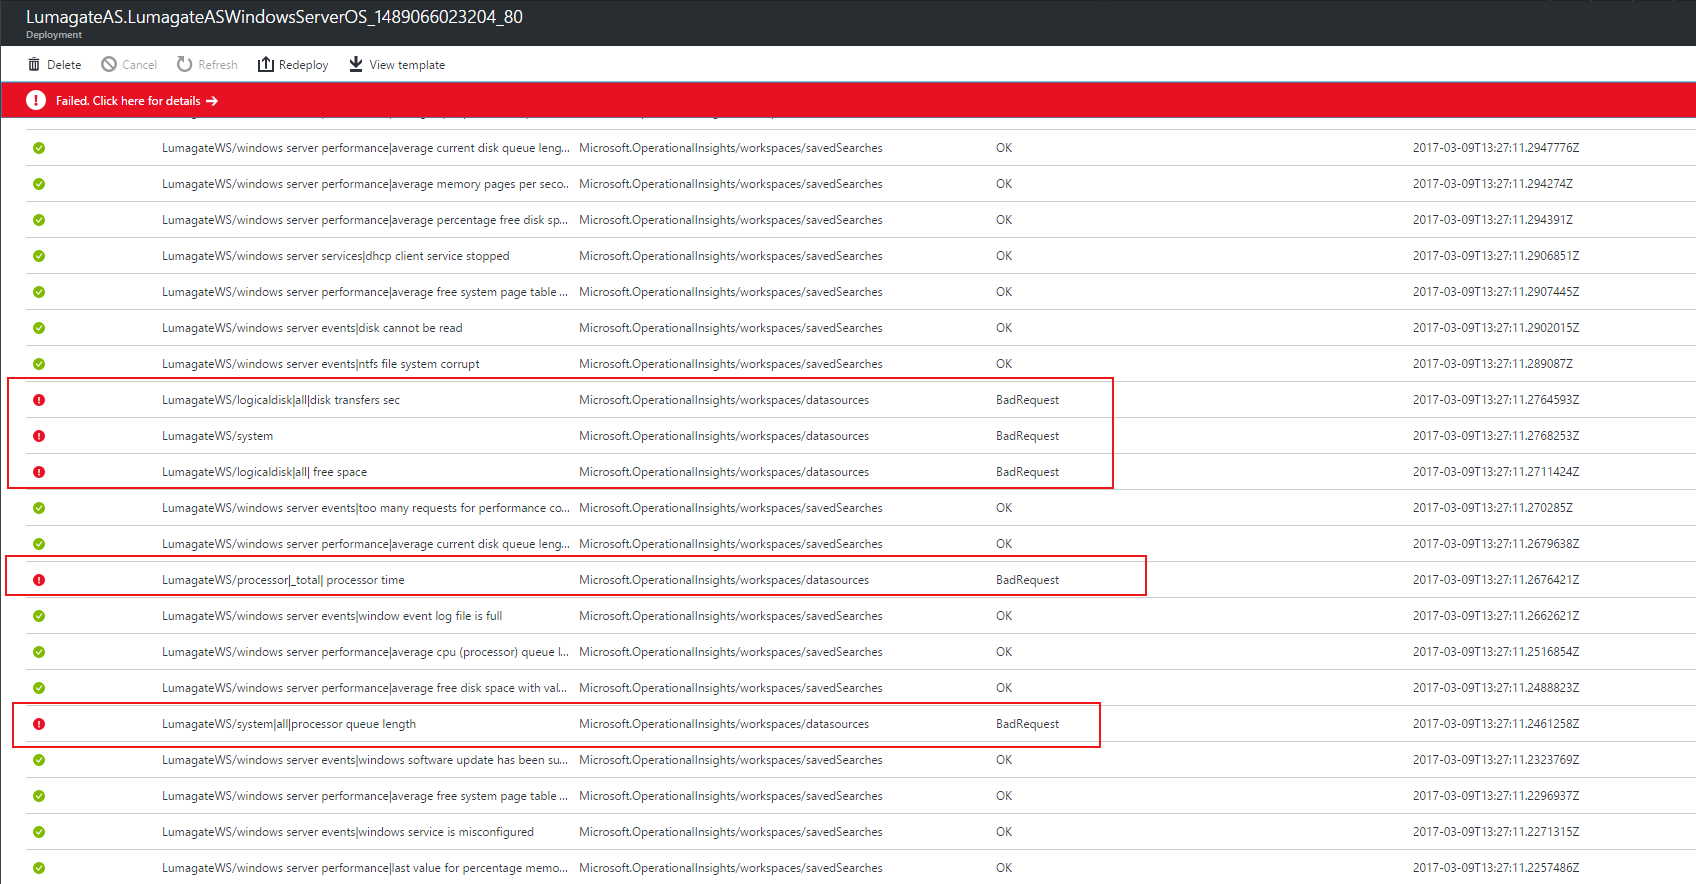 LumagateAS.LumagateASWindowsServerOS_1489066023204_80
Deployment
Delete Cancel Refresh Redeploy View template
Failed. Click here for details →
LumagateWS/windows server performance|average current disk queue leng... Microsoft.OperationalInsights/workspaces/savedSearches OK 2017-03-09T13:27:11.2947776Z
LumagateWS/windows server performance|average memory pages per seco... Microsoft.OperationalInsights/workspaces/savedSearches OK 2017-03-09T13:27:11.294274Z
LumagateWS/windows server performance|average percentage free disk sp... Microsoft.OperationalInsights/workspaces/savedSearches OK 2017-03-09T13:27:11.294391Z
LumagateWS/windows server services|dhcp client service stopped Microsoft.OperationalInsights/workspaces/savedSearches OK 2017-03-09T13:27:11.2906851Z
LumagateWS/windows server performance|average free system page table ... Microsoft.OperationalInsights/workspaces/savedSearches OK 2017-03-09T13:27:11.2907445Z
LumagateWS/windows server events|disk cannot be read Microsoft.OperationalInsights/workspaces/savedSearches OK 2017-03-09T13:27:11.2902015Z
LumagateWS/windows server events|ntfs file system corrupt Microsoft.OperationalInsights/workspaces/savedSearches OK 2017-03-09T13:27:11.289087Z
LumagateWS/logicaldisk|all|disk transfers sec Microsoft.OperationalInsights/workspaces/datasources BadRequest 2017-03-09T13:27:11.2764593Z
LumagateWS/system Microsoft.OperationalInsights/workspaces/datasources BadRequest 2017-03-09T13:27:11.2768253Z
LumagateWS/logicaldisk|all| free space Microsoft.OperationalInsights/workspaces/datasources BadRequest 2017-03-09T13:27:11.2711424Z
LumagateWS/windows server events|too many requests for performance co... Microsoft.OperationalInsights/workspaces/savedSearches OK 2017-03-09T13:27:11.270285Z
LumagateWS/windows server performance|average current disk queue leng... Microsoft.OperationalInsights/workspaces/savedSearches OK 2017-03-09T13:27:11.2679638Z
LumagateWS/processor|_total| processor time Microsoft.OperationalInsights/workspaces/datasources BadRequest 2017-03-09T13:27:11.2676421Z
LumagateWS/windows server events|window event log file is full Microsoft.OperationalInsights/workspaces/savedSearches OK 2017-03-09T13:27:11.2662621Z
LumagateWS/windows server performance|average cpu (processor) queue l... Microsoft.OperationalInsights/workspaces/savedSearches OK 2017-03-09T13:27:11.2516854Z
LumagateWS/windows server performance|average free disk space with val... Microsoft.OperationalInsights/workspaces/savedSearches OK 2017-03-09T13:27:11.2488823Z
LumagateWS/system|all|processor queue length Microsoft.OperationalInsights/workspaces/datasources BadRequest 2017-03-09T13:27:11.2461258Z
LumagateWS/windows server events|windows software update has been su... Microsoft.OperationalInsights/workspaces/savedSearches OK 2017-03-09T13:27:11.2323769Z
LumagateWS/windows server performance|average free system page table ... Microsoft.OperationalInsights/workspaces/savedSearches OK 2017-03-09T13:27:11.2296937Z
LumagateWS/windows server events|windows service is misconfigured Microsoft.OperationalInsights/workspaces/savedSearches OK 2017-03-09T13:27:11.2271315Z
LumagateWS/windows server performance|last value for percentage memo... Microsoft.OperationalInsights/workspaces/savedSearches OK 2017-03-09T13:27:11.2257486Z